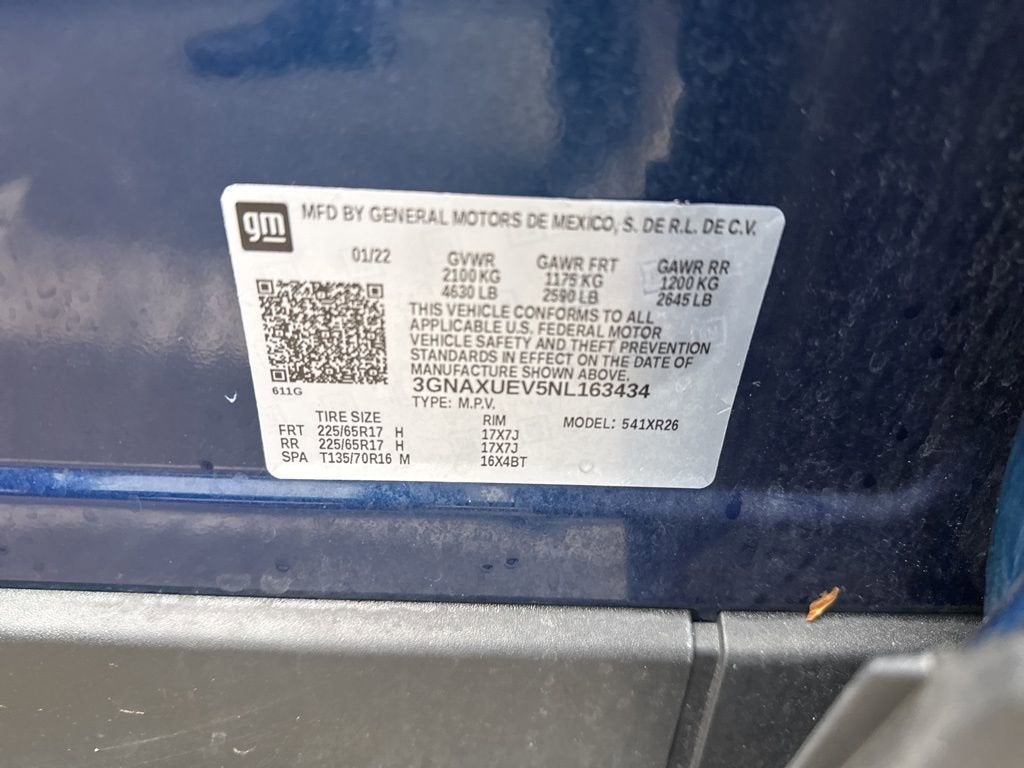 gm
MFD BY GENERAL MOTORS DE MEXICO, S. DE R.L. DE C.V.
01/22 GVWR GAWR FRT GAWR RR
2100 KG 1175 KG 1200 KG
4630 LB 2590 LB 2645 LB
THIS VEHICLE CONFORMS TO ALL
APPLICABLE U.S. FEDERAL MOTOR
VEHICLE SAFETY AND THEFT PREVENTION
STANDARDS IN EFFECT ON THE DATE OF
MANUFACTURE SHOWN ABOVE.
611G 3GNAXUEV5NL163434
TYPE: M.P.V.
TIRE SIZE RIM MODEL: 541XR26
FRT 225/65R17 H 17X7J
RR 225/65R17 H 17X7J
SPA T135/70R16 M 16X4BT